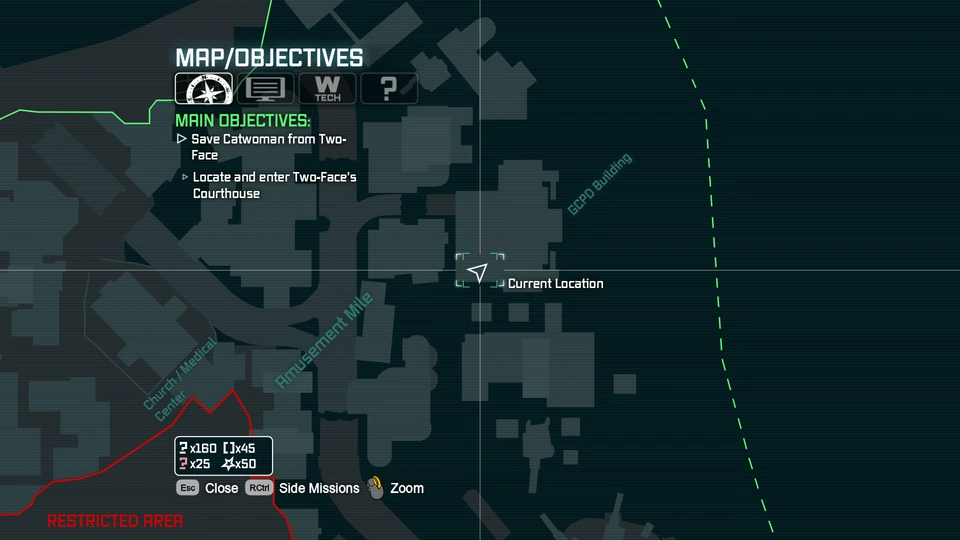 MAP/OBJECTIVES
W
TECH
?
MAIN OBJECTIVES:
Save Catwoman from Two-
Face
Locate and enter Two-Face's
Courthouse
GCPD Building
Current Location
Amusement Mile
Church / Medical
Center
?x160 []x45
?x25 x50
Esc Close RCtrl Side Missions Zoom
RESTRICTED AREA